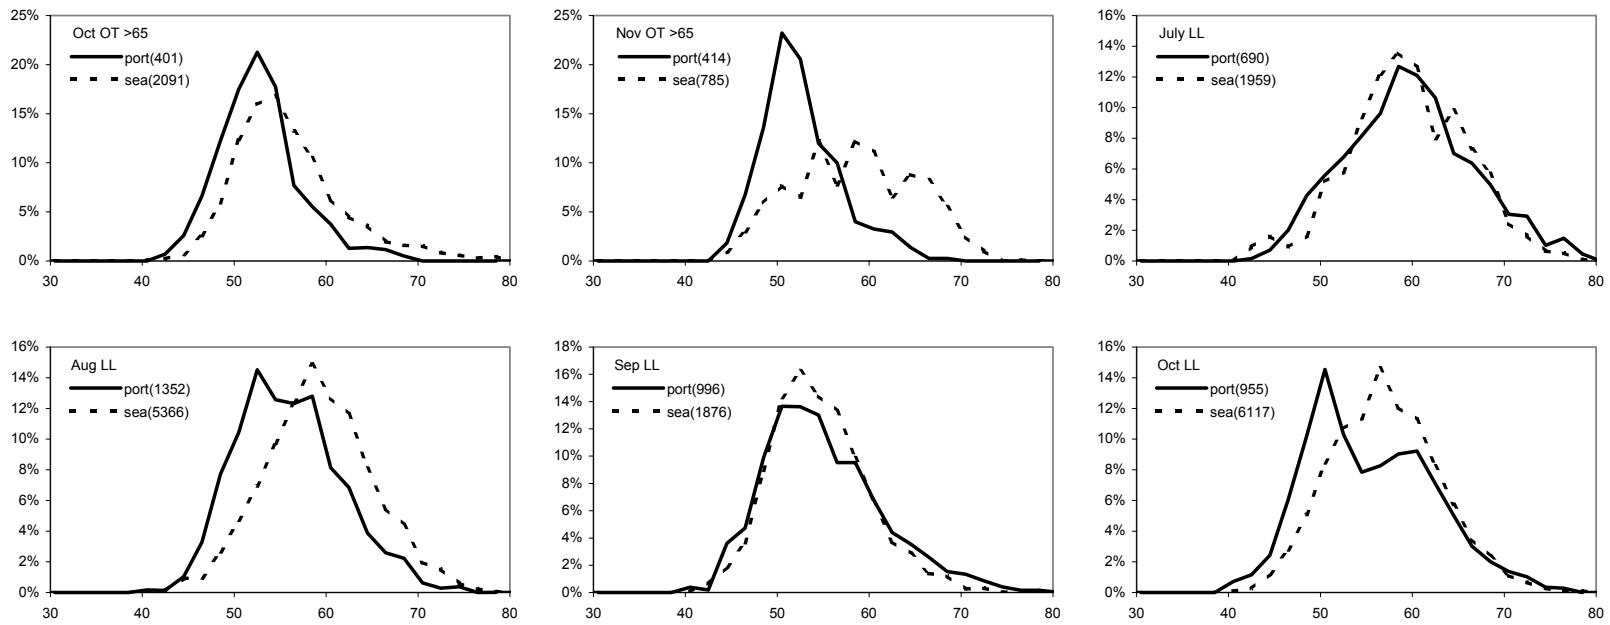 Oct OT >65
port(401)
sea(2091)
25%
20%
15%
10%
5%
0%
30 40 50 60 70 80
Nov OT >65
port(414)
sea(785)
25%
20%
15%
10%
5%
0%
30 40 50 60 70 80
July LL
port(690)
sea(1959)
16%
14%
12%
10%
8%
6%
4%
2%
0%
30 40 50 60 70 80
Aug LL
port(1352)
sea(5366)
16%
14%
12%
10%
8%
6%
4%
2%
0%
30 40 50 60 70 80
Sep LL
port(996)
sea(1876)
18%
16%
14%
12%
10%
8%
6%
4%
2%
0%
30 40 50 60 70 80
Oct LL
port(955)
sea(6117)
16%
14%
12%
10%
8%
6%
4%
2%
0%
30 40 50 60 70 80